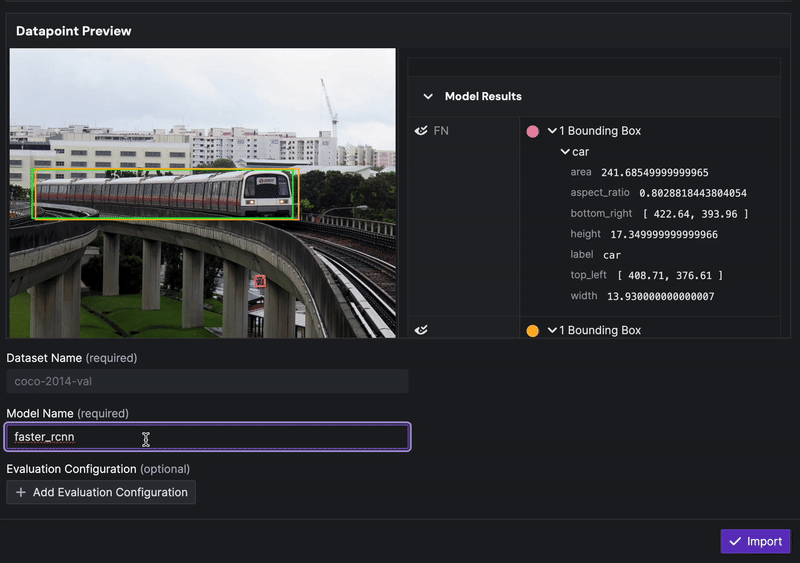 Datapoint Preview
Model Results
FN
1 Bounding Box
car
area 241.68549999999965
aspect_ratio 0.8028818443804054
bottom_right [ 422.64, 393.96 ]
height 17.349999999999966
label car
top_left [ 408.71, 376.61 ]
width 13.930000000000007
1 Bounding Box
Dataset Name (required)
coco-2014-val
Model Name (required)
faster_rcnn
Evaluation Configuration (optional)
+ Add Evaluation Configuration
Import